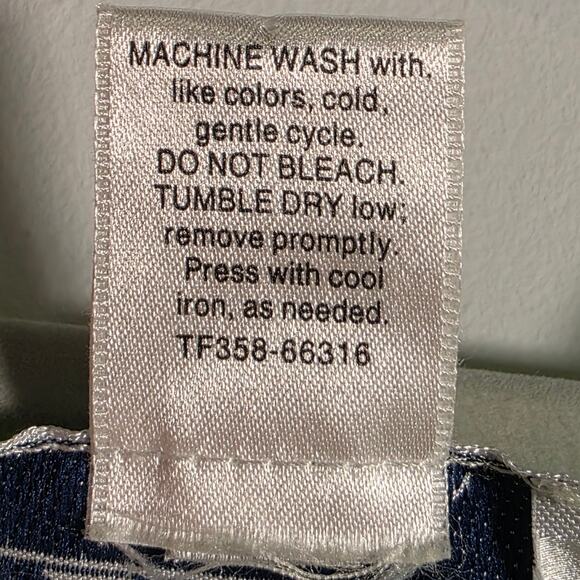 MACHINE WASH with,
like colors, cold,
gentle cycle.
DO NOT BLEACH.
TUMBLE DRY low;
remove promptly.
Press with cool
iron, as needed.
TF358-66316